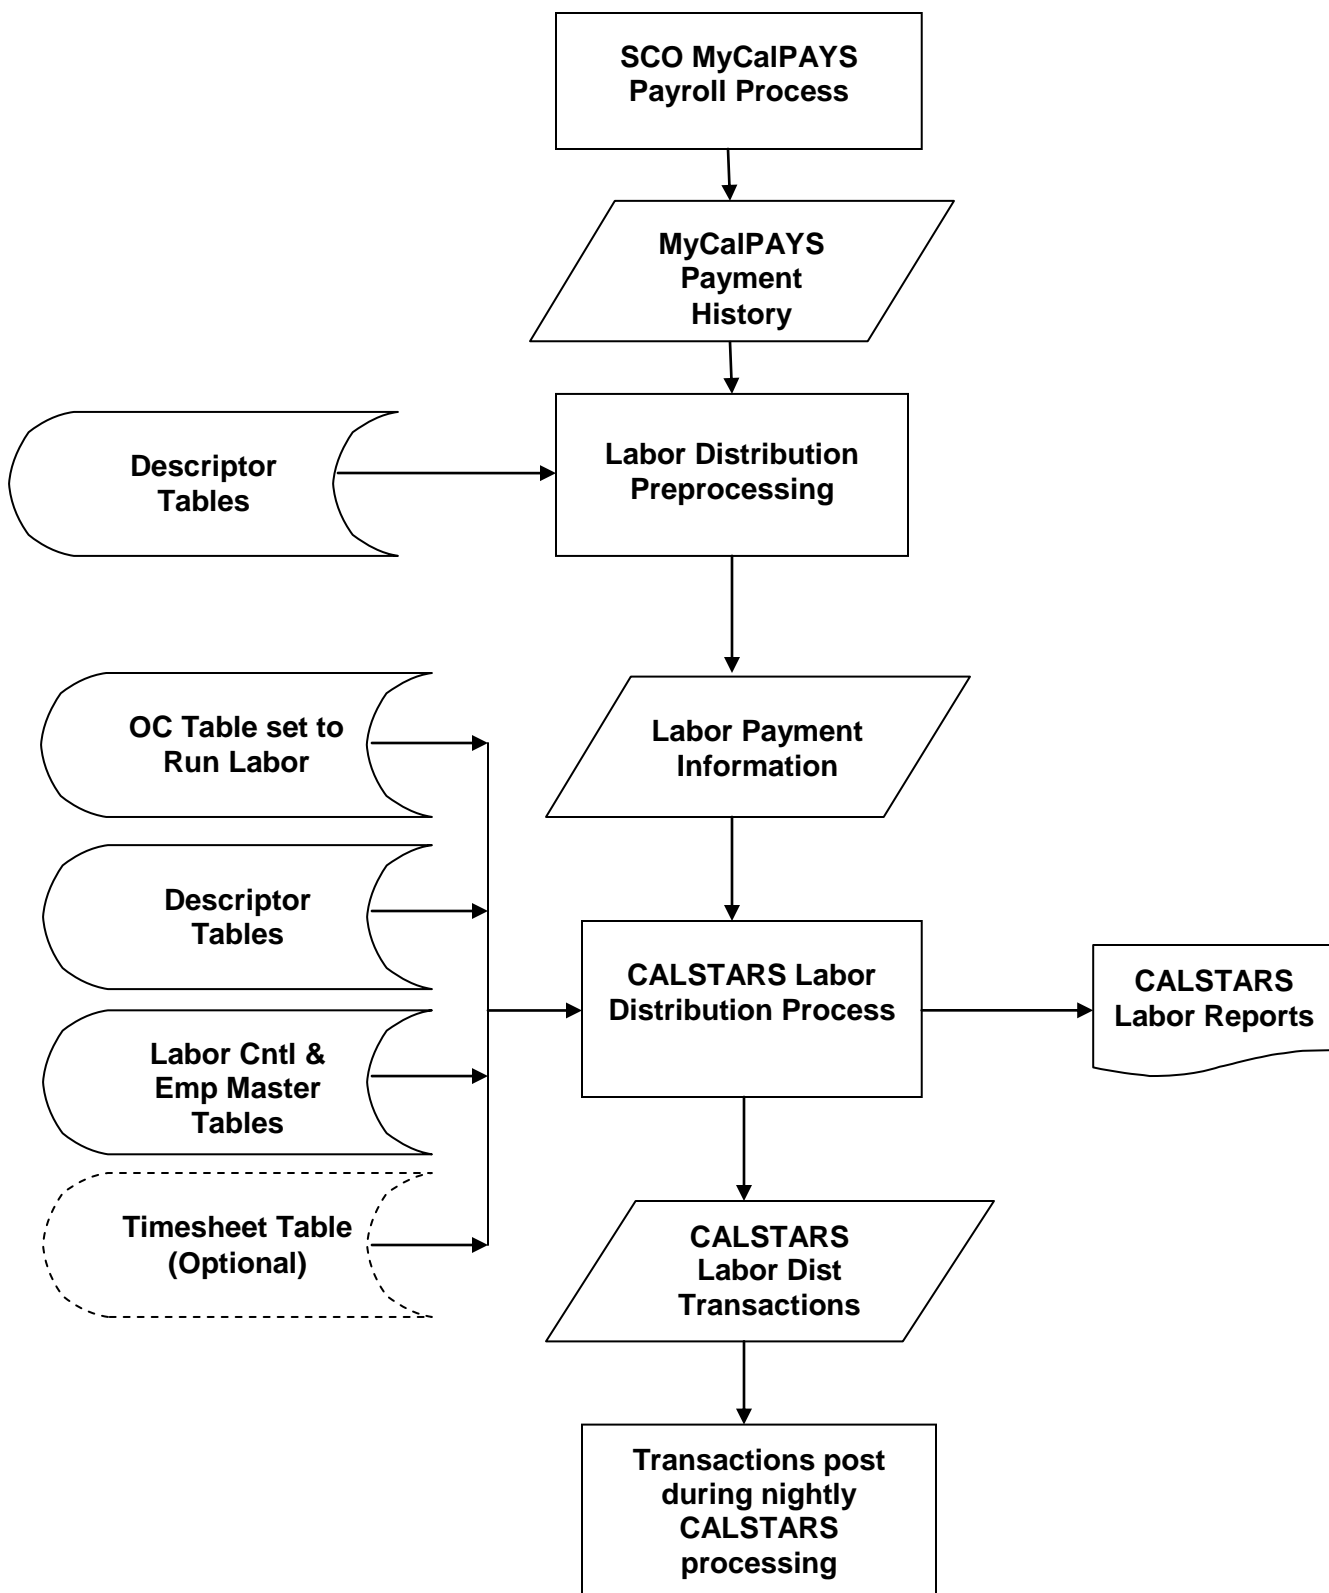 SCO MyCalPAYS
Payroll Process
MyCalPAYS
Payment
History
Descriptor
Tables
Labor Distribution
Preprocessing
OC Table set to
Run Labor
Labor Payment
Information
Descriptor
Tables
CALSTARS Labor
Distribution Process
CALSTARS
Labor Reports
Labor Cntl &
Emp Master
Tables
Timesheet Table
(Optional)
CALSTARS
Labor Dist
Transactions
Transactions post
during nightly
CALSTARS
processing